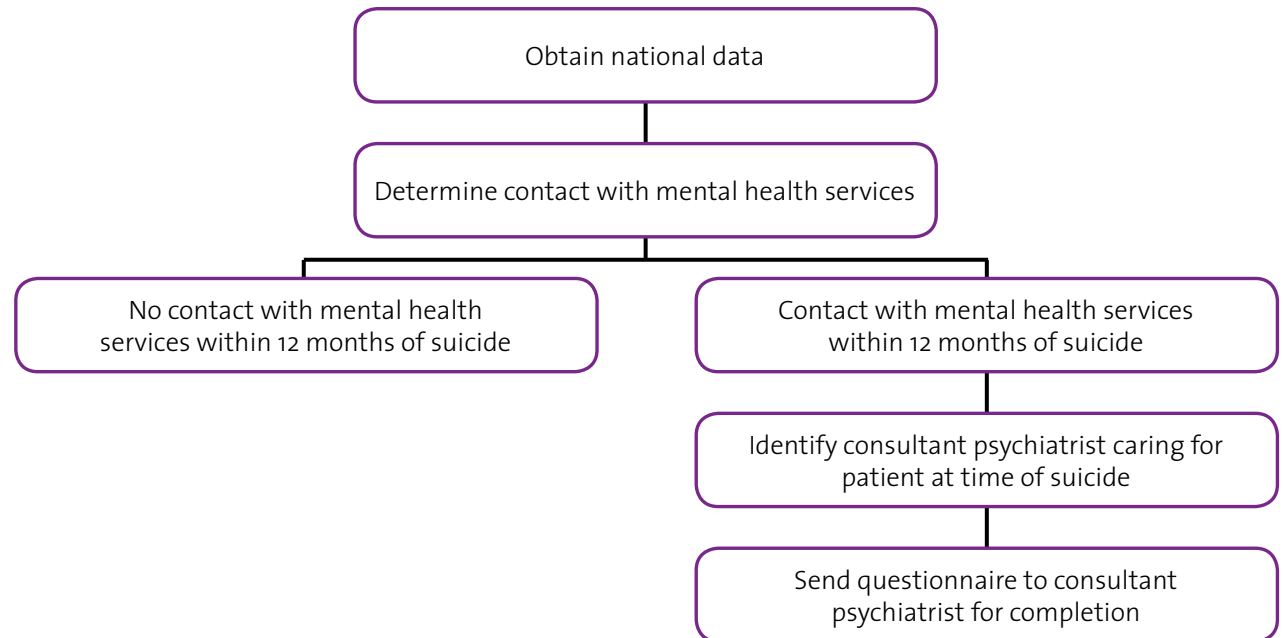 Obtain national data
Determine contact with mental health services
No contact with mental health
services within 12 months of suicide
Contact with mental health services
within 12 months of suicide
Identify consultant psychiatrist caring for
patient at time of suicide
Send questionnaire to consultant
psychiatrist for completion